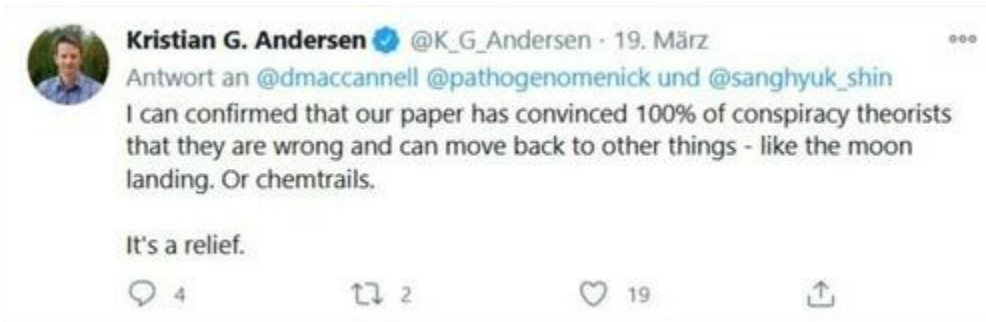 Kristian G. Andersen @K_G_Andersen · 19. März
Antwort an @dmaccannell @pathogenomenick und @sanghyuk_shin
I can confirmed that our paper has convinced 100% of conspiracy theorists
that they are wrong and can move back to other things - like the moon
landing. Or chemtrails.
It's a relief.
4 2 19